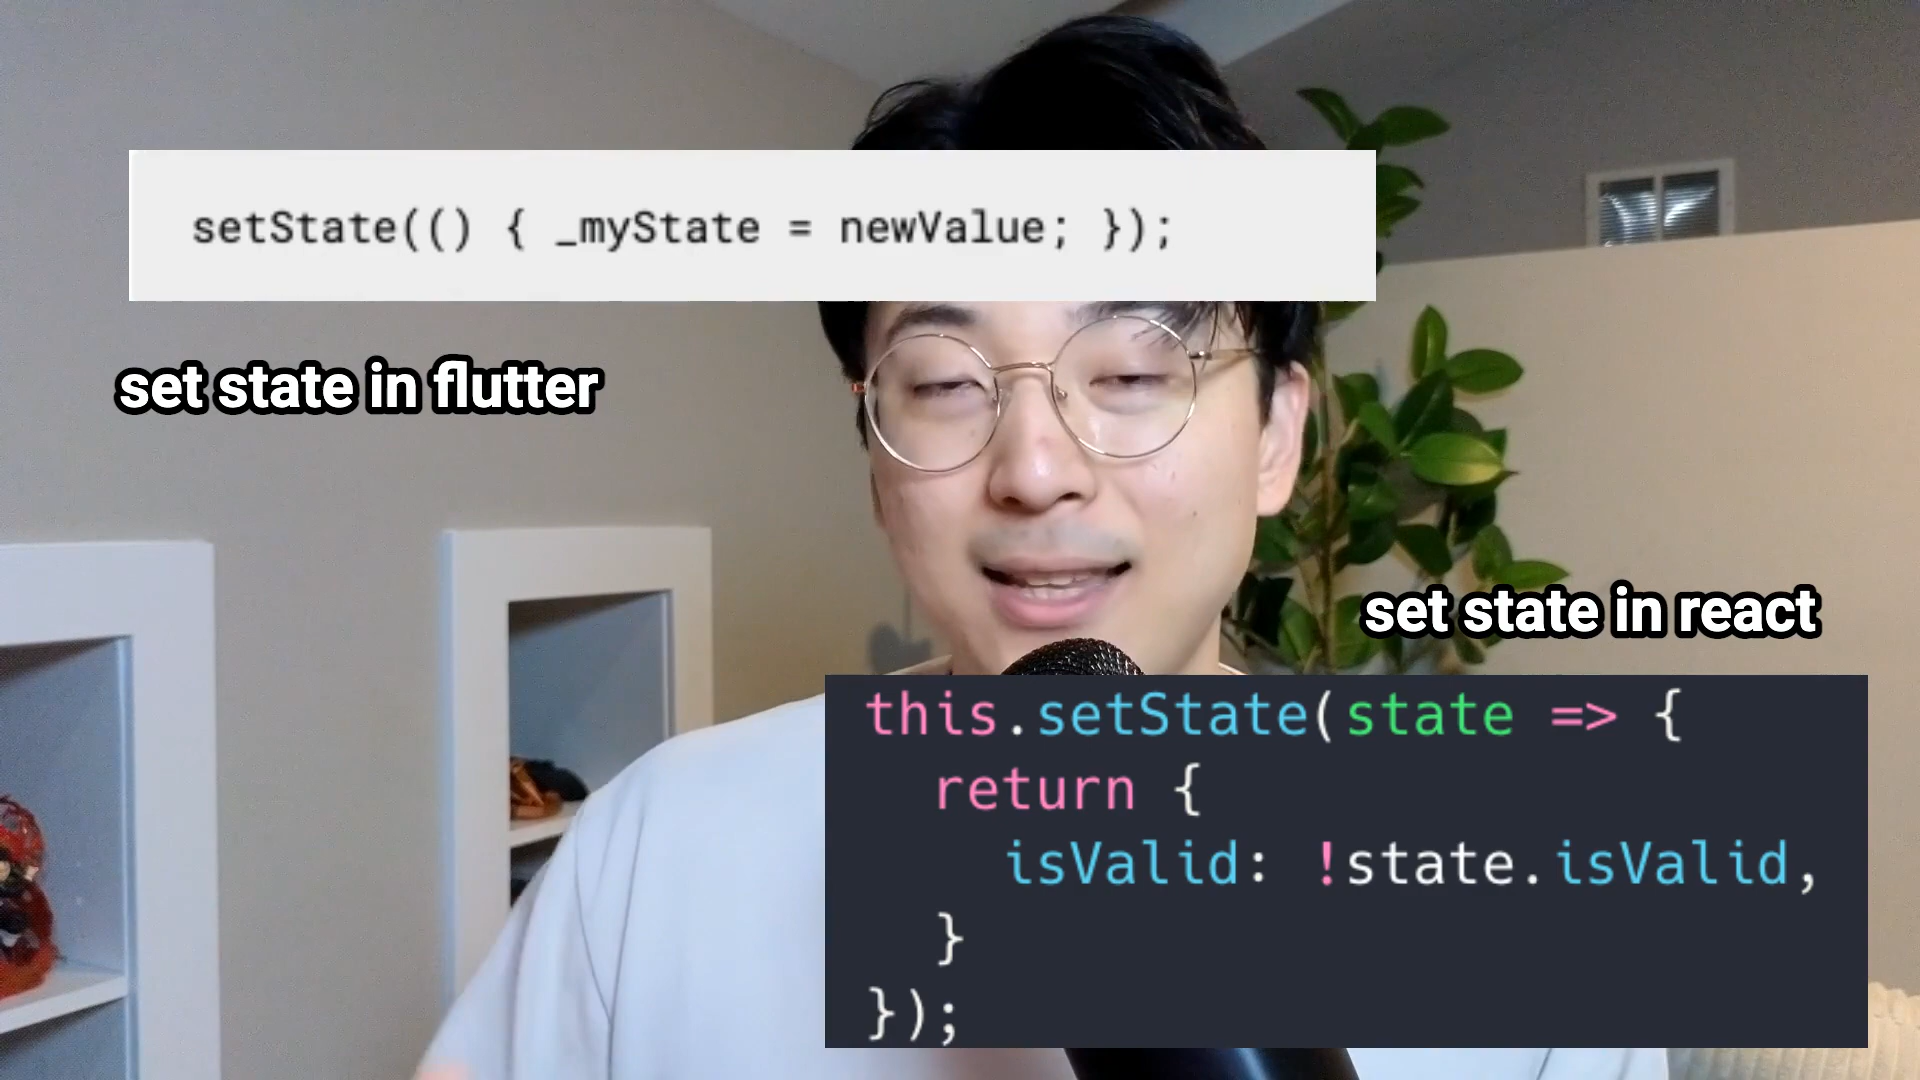 setState(() { _myState = newValue; });
set state in flutter
set state in react
this.setState(state => {
return {
isValid: !state.isValid,
}
});